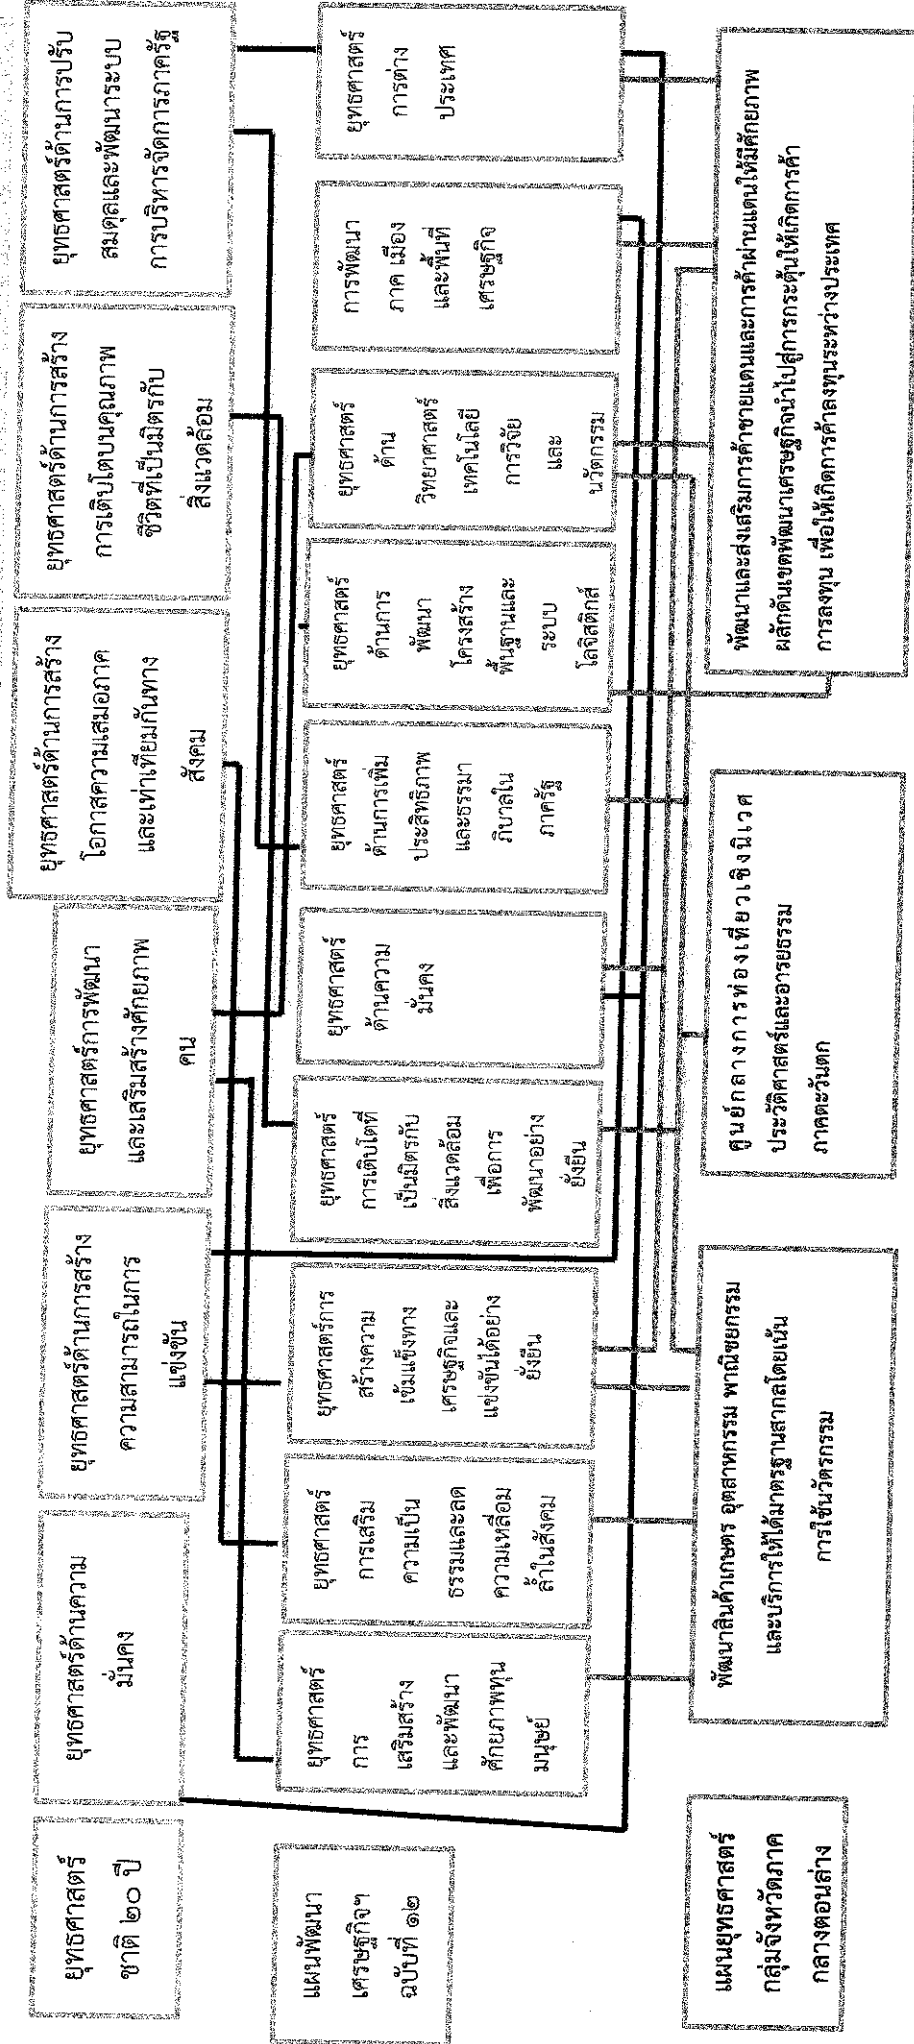 ยุทธศาสตร์
ชาติ ๒๐ ปี
ยุทธศาสตร์ด้านความ
มั่นคง
ยุทธศาสตร์ด้านการสร้าง
ความสามารถในการ
แข่งขัน
ยุทธศาสตร์การพัฒนา
และเสริมสร้างศักยภาพ
คน
ยุทธศาสตร์ด้านการสร้าง
โอกาสความเสมอภาค
และเท่าเทียมกันทาง
สังคม
ยุทธศาสตร์ด้านการสร้าง
การเติบโตบนคุณภาพ
ชีวิตที่เป็นมิตรกับ
สิ่งแวดล้อม
ยุทธศาสตร์ด้านการปรับ
สมดุลและพัฒนาระบบ
การบริหารจัดการภาครัฐ
แผนพัฒนา
เศรษฐกิจฯ
ฉบับที่ ๑๒
ยุทธศาสตร์
การ
เสริมสร้าง
และพัฒนา
ศักยภาพทุน
มนุษย์
ยุทธศาสตร์
การเสริม
ความเป็น
ธรรมและลด
ความเหลื่อม
ล้ำในสังคม
ยุทธศาสตร์การ
สร้างความ
เข้มแข็งทาง
เศรษฐกิจและ
แข่งขันได้อย่าง
ยั่งยืน
ยุทธศาสตร์
การเติบโตที่
เป็นมิตรกับ
สิ่งแวดล้อม
เพื่อการ
พัฒนาอย่าง
ยั่งยืน
ยุทธศาสตร์
ด้านความ
มั่นคง
ยุทธศาสตร์
ด้านการเพิ่ม
ประสิทธิภาพ
และธรรมา
ภิบาลใน
ภาครัฐ
ยุทธศาสตร์
ด้านการ
พัฒนา
โครงสร้าง
พื้นฐานและ
ระบบ
โลจิสติกส์
ยุทธศาสตร์
ด้าน
วิทยาศาสตร์
เทคโนโลยี
การวิจัย
และ
นวัตกรรม
การพัฒนา
ภาค เมือง
และพื้นที่
เศรษฐกิจ
ยุทธศาสตร์
การต่าง
ประเทศ
แผนยุทธศาสตร์
กลุ่มจังหวัดภาค
กลางตอนล่าง
พัฒนาสินค้าเกษตร อุตสาหกรรม พาณิชยกรรม
และบริการให้ได้มาตรฐานสากลโดยเน้น
การใช้นวัตรกรรม
ศูนย์กลางการท่องเที่ยวเชิงนิเวศ
ประวัติศาสตร์และอารยธรรม
ภาคตะวันตก
พัฒนาและส่งเสริมการค้าชายแดนและการค้าผ่านแดนให้มีศักยภาพ
ผลักดันเขตพัฒนาเศรษฐกิจนำไปสู่การกระตุ้นให้เกิดการค้า
การลงทุน เพื่อให้เกิดการค้าลงทุนระหว่างประเทศ